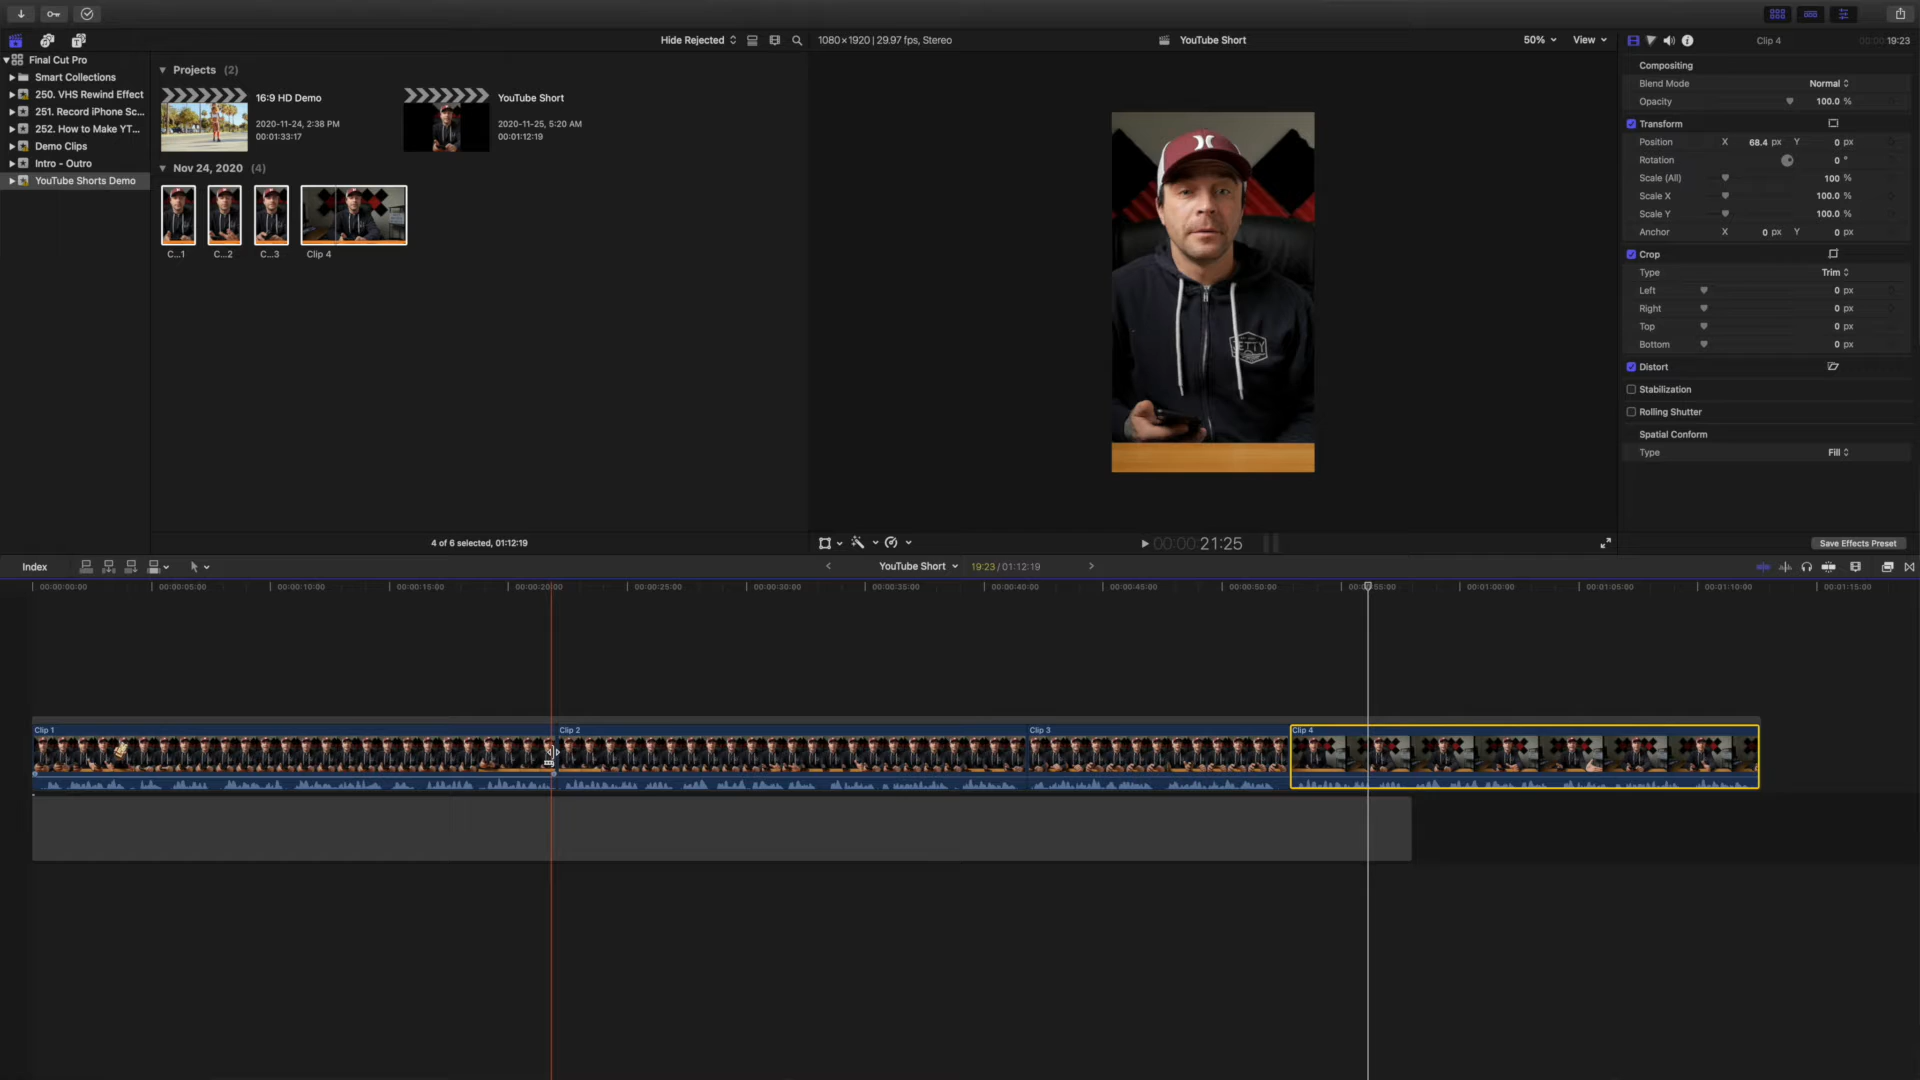 Hide Rejected
1080×1920 | 29.97 fps, Stereo
YouTube Short
50%
View
Clip 4
00:00:19:23
Final Cut Pro
Smart Collections
250. VHS Rewind Effect
251. Record iPhone Sc...
252. How to Make YT...
Demo Clips
Intro - Outro
YouTube Shorts Demo
Projects (2)
16:9 HD Demo
2020-11-24, 2:38 PM
00:01:33:17
YouTube Short
2020-11-25, 5:20 AM
00:01:12:19
Nov 24, 2020 (4)
C...1
C...2
C...3
Clip 4
4 of 6 selected, 01:12:19
JETTY
00:00:21:25
Compositing
Blend Mode Normal
Opacity 100.0 %
Transform
Position X 68.4 px Y 0 px
Rotation 0 °
Scale (All) 100 %
Scale X 100.0 %
Scale Y 100.0 %
Anchor X 0 px Y 0 px
Crop
Type Trim
Left 0 px
Right 0 px
Top 0 px
Bottom 0 px
Distort
Stabilization
Rolling Shutter
Spatial Conform
Type Fill
Save Effects Preset
Index
YouTube Short
19:23 / 01:12:19
00:00:00:00 00:00:05:00 00:00:10:00 00:00:15:00 00:00:20:00 00:00:25:00 00:00:30:00 00:00:35:00 00:00:40:00 00:00:45:00 00:00:50:00 00:00:55:00 00:01:00:00 00:01:05:00 00:01:10:00 00:01:15:00
Clip 1
Clip 2
Clip 3
Clip 4